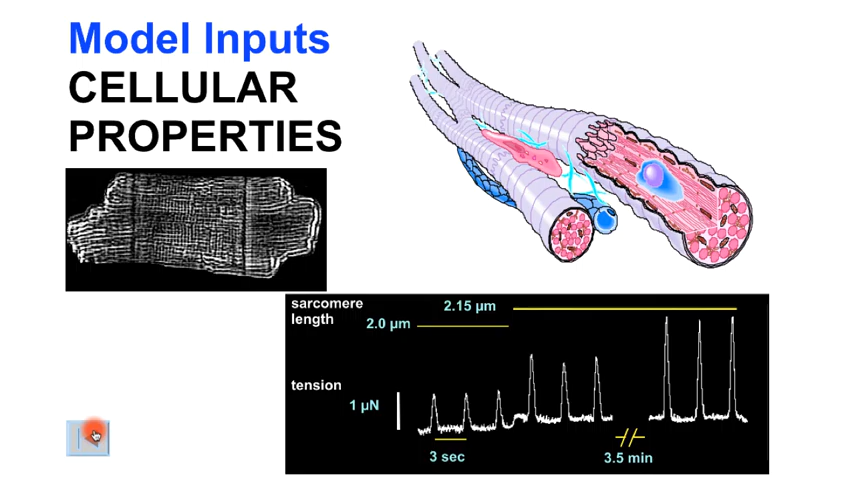 Model Inputs
CELLULAR
PROPERTIES
sarcomere
length
2.0 µm
2.15 µm
tension
1 µN
3 sec
3.5 min